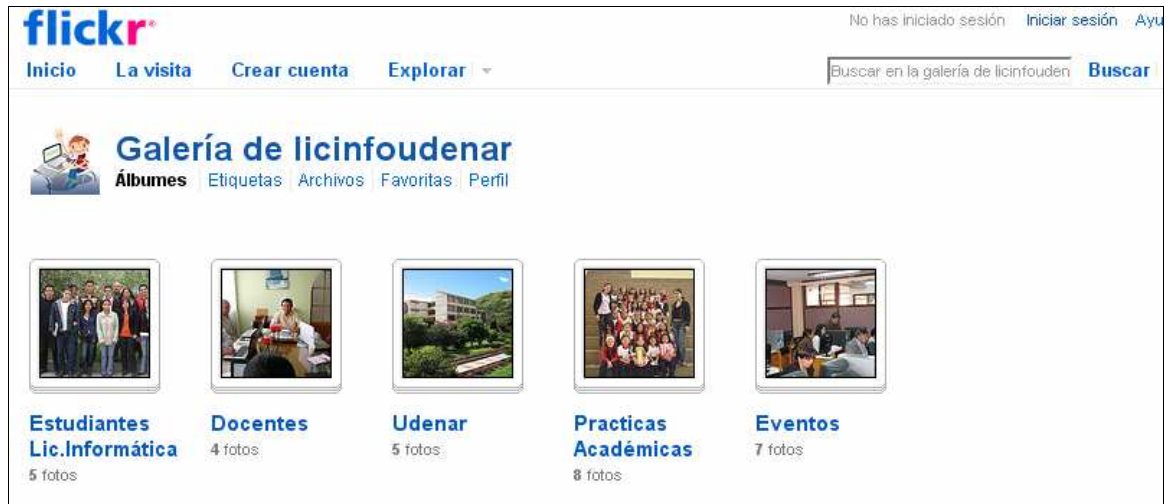 flickr
No has iniciado sesión Iniciar sesión Ayu
Inicio La visita Crear cuenta Explorar
Buscar en la galería de licinfouden Buscar
Galería de licinfoudenar
Álbumes Etiquetas Archivos Favoritas Perfil
Estudiantes
Lic.Informática
5 fotos
Docentes
4 fotos
Udenar
5 fotos
Practicas
Académicas
8 fotos
Eventos
7 fotos